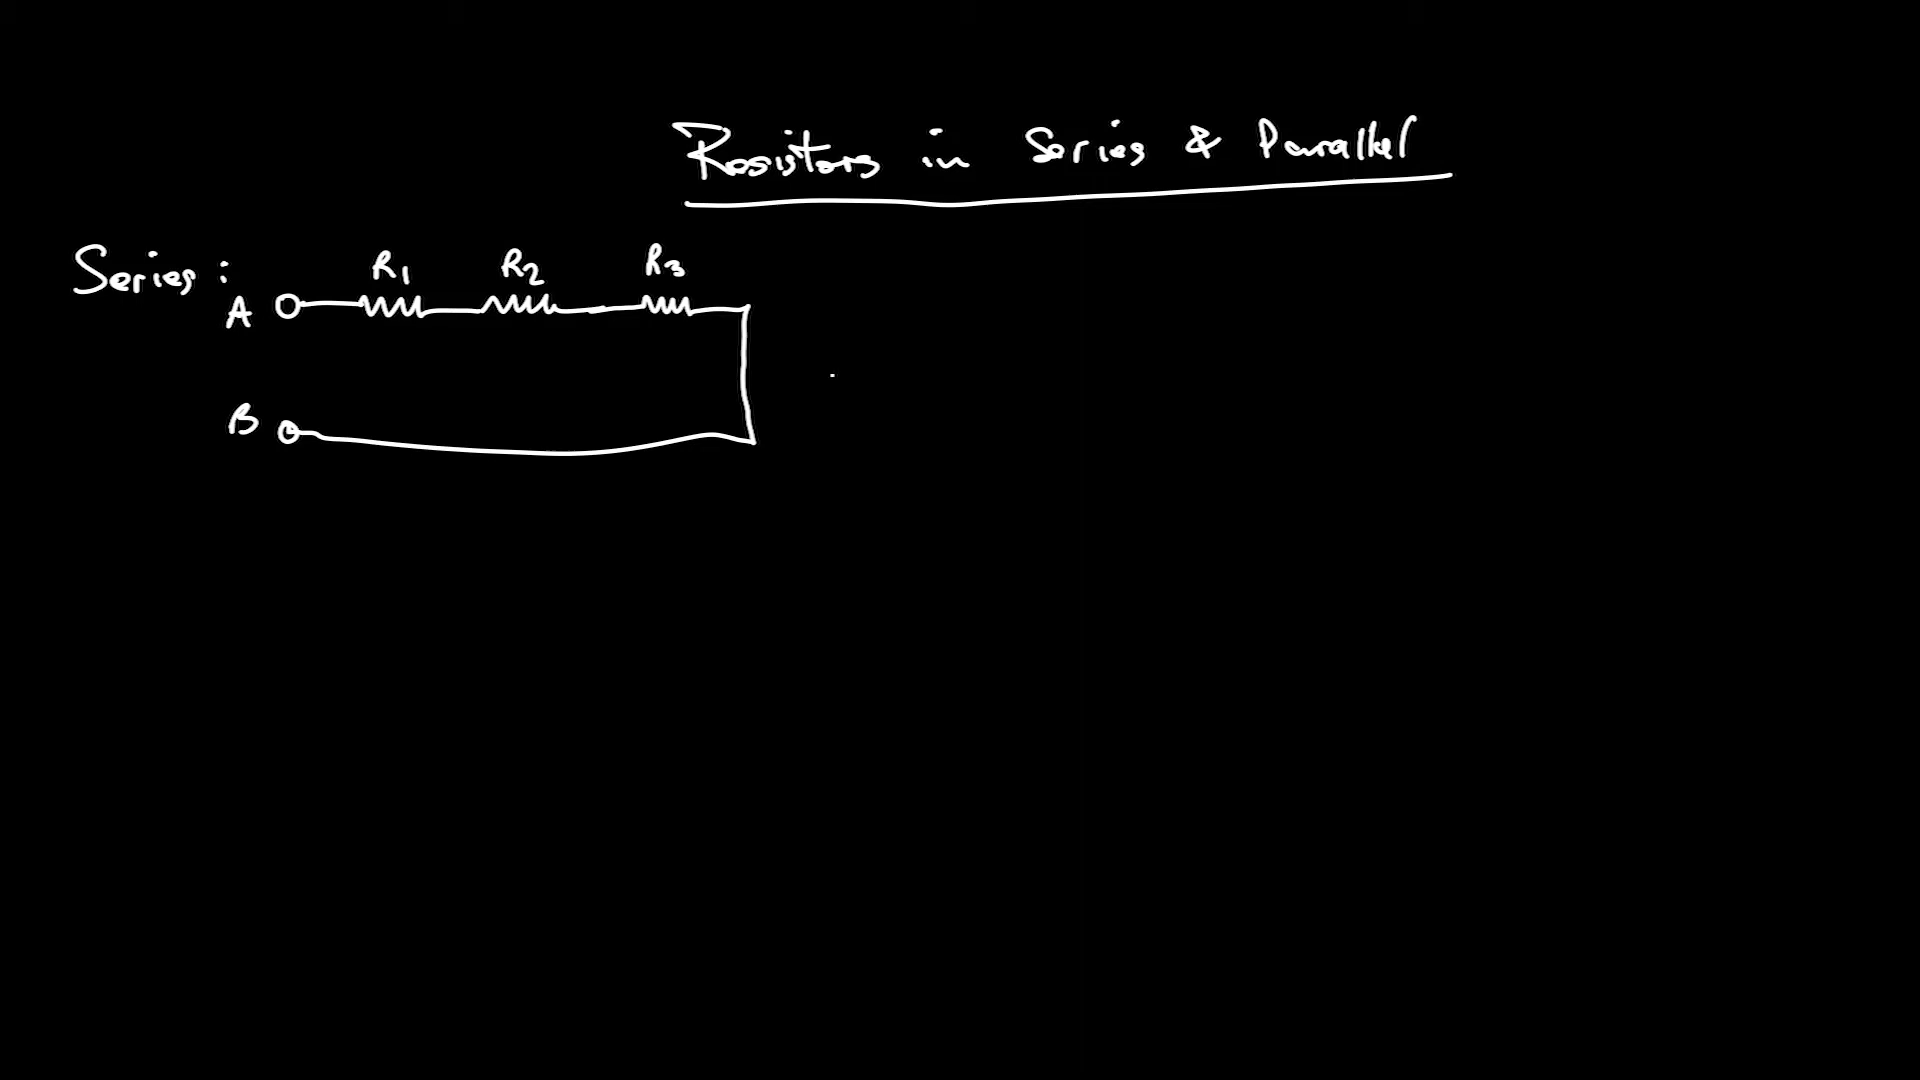 Resistors in Series & Parallel
Series :
R1 R2 R3
A
B